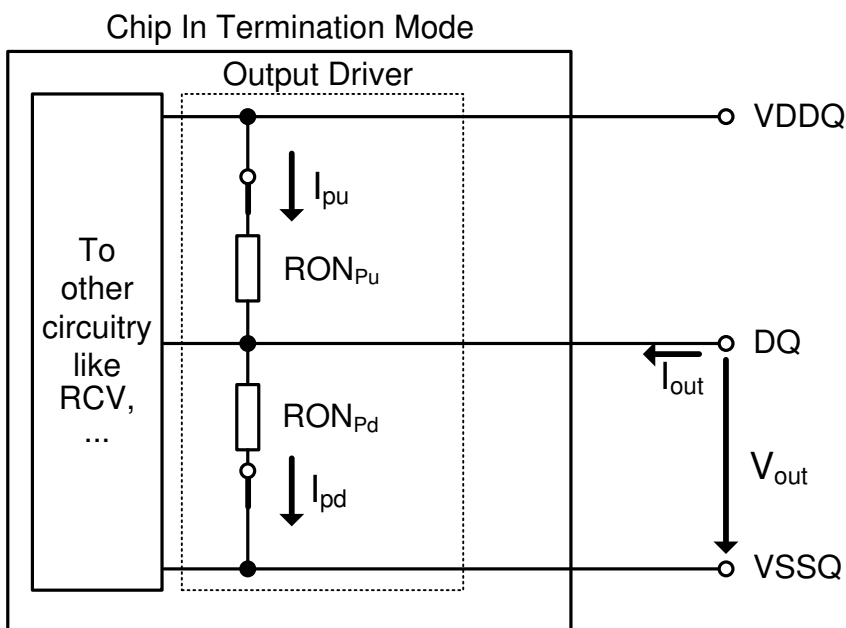 Chip In Termination Mode
Output Driver
VDDQ
Ipu
To
other
circuitry
like
RCV,
...
RONPu
DQ
Iout
RONPd
Vout
Ipd
VSSQ